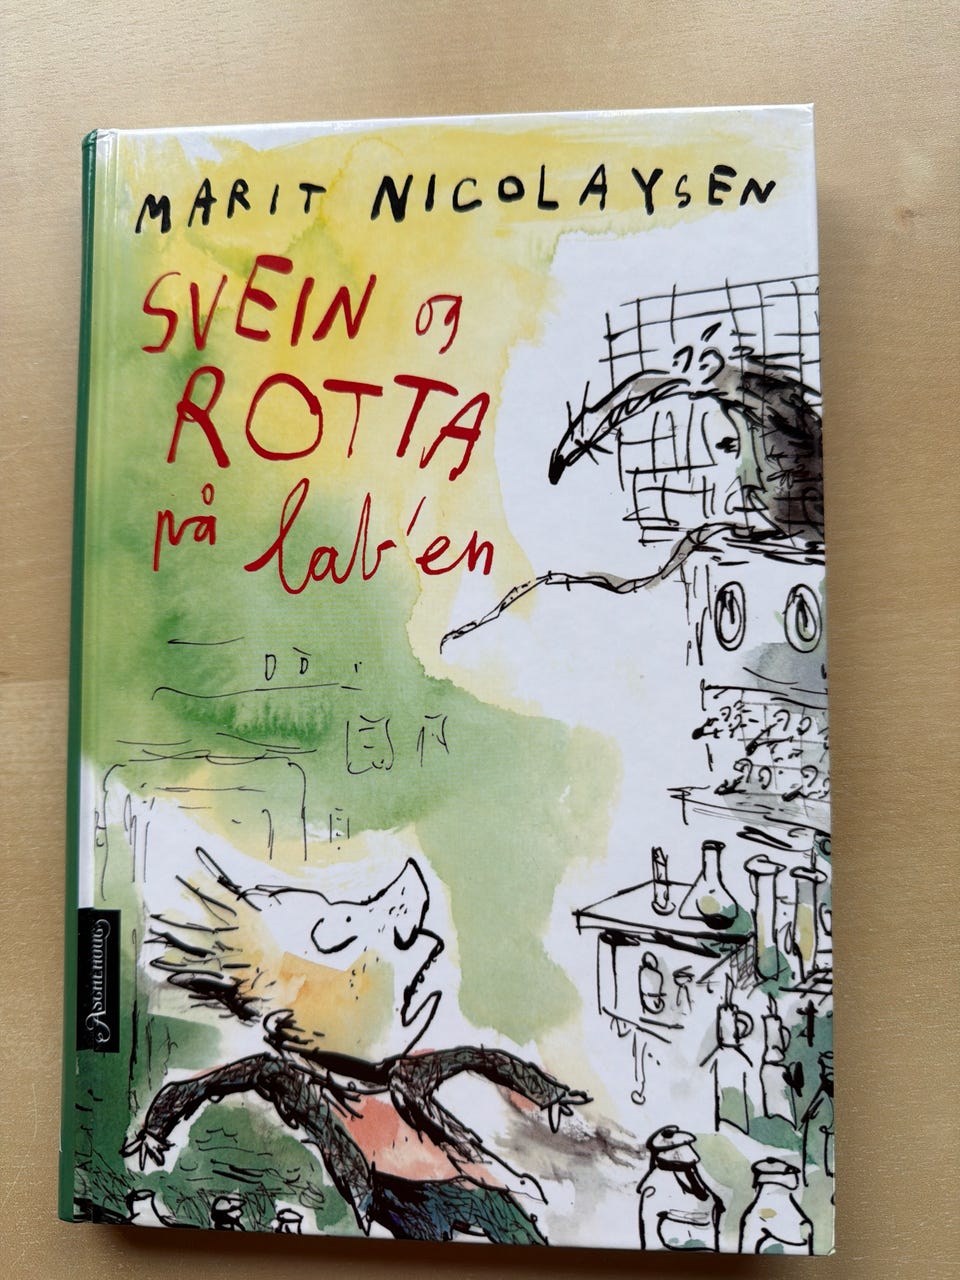 MARIT NICOLAYSEN
SVEIN og
ROTTA
på lab'en
ASCHEHOUG